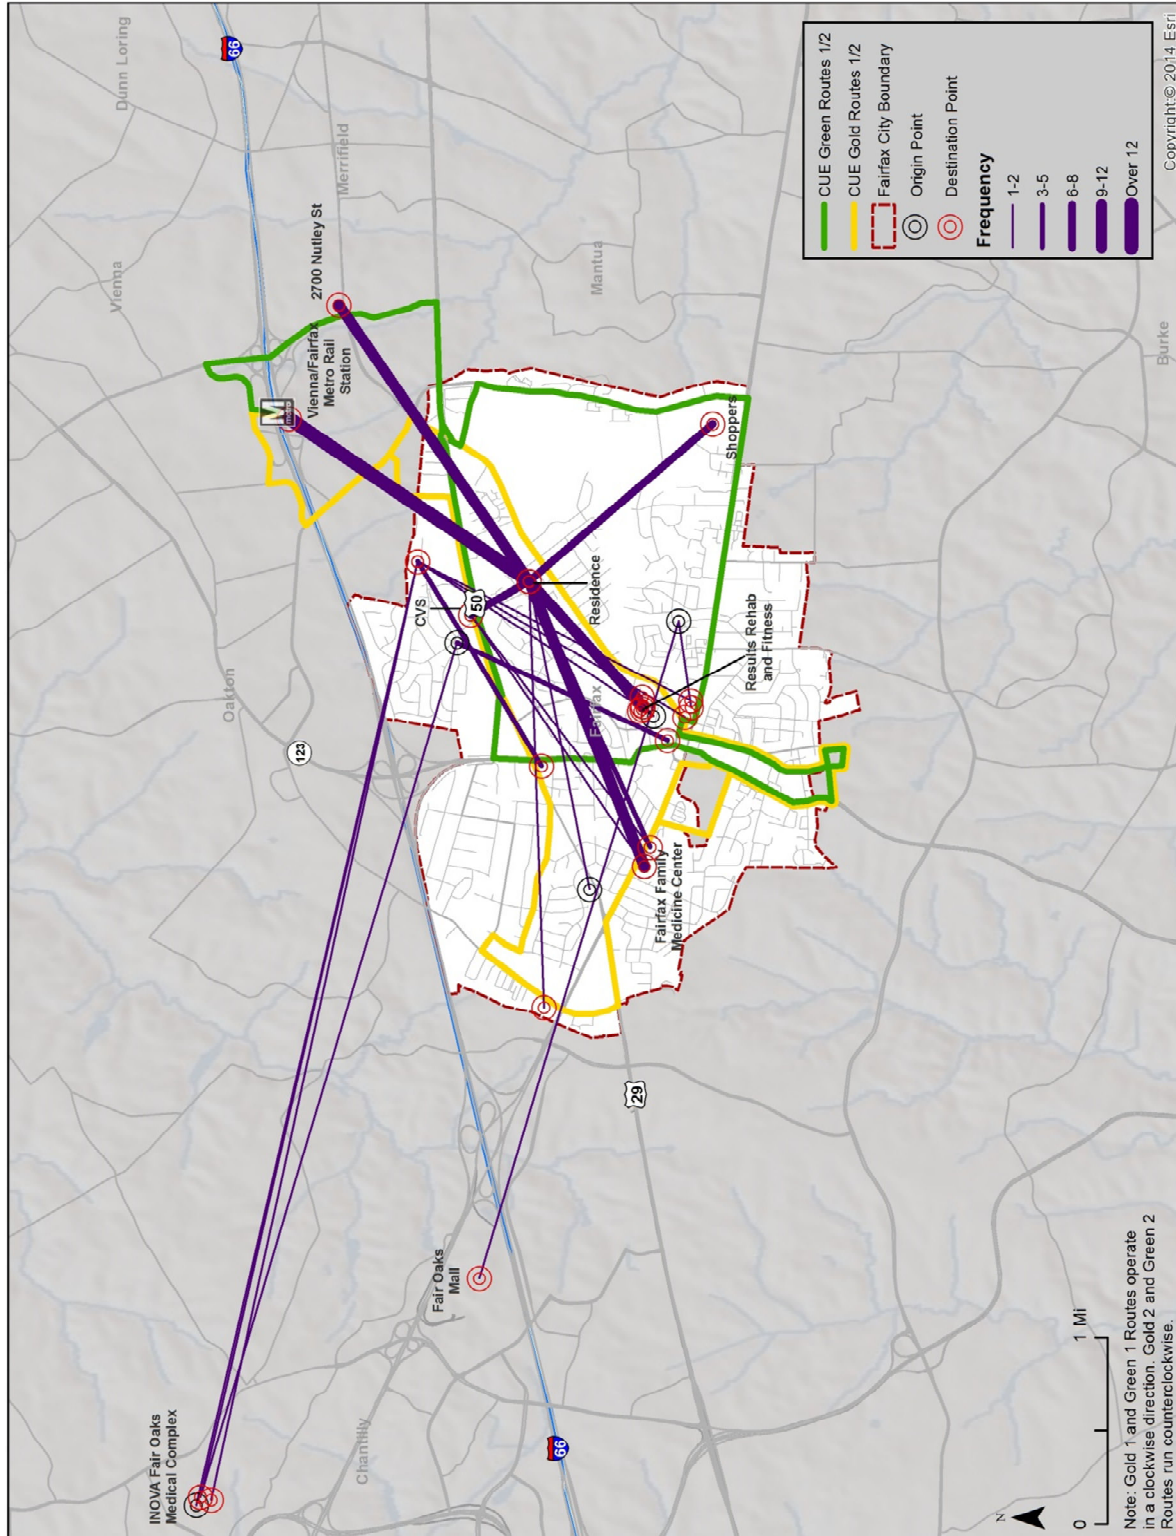 INOVA Fair Oaks
Medical Complex
Chantilly
Fair Oaks
Mall
66
29
Oakton
123
CVS
50
Fairfax
Residence
Fairfax Family
Medicine Center
Results Rehab
and Fitness
Shoppers
Vienna/Fairfax
Metro Rail
Station
M
2700 Nutley St
Vienna
Merrifield
Dunn Loring
66
Mantua
Burke
CUE Green Routes 1/2
CUE Gold Routes 1/2
Fairfax City Boundary
Origin Point
Destination Point
Frequency
1-2
3-5
6-8
9-12
Over 12
N
0
1 Mi
Note: Gold 1 and Green 1 Routes operate
in a clockwise direction. Gold 2 and Green 2
Routes run counterclockwise.
Copyright:© 2014 Esri